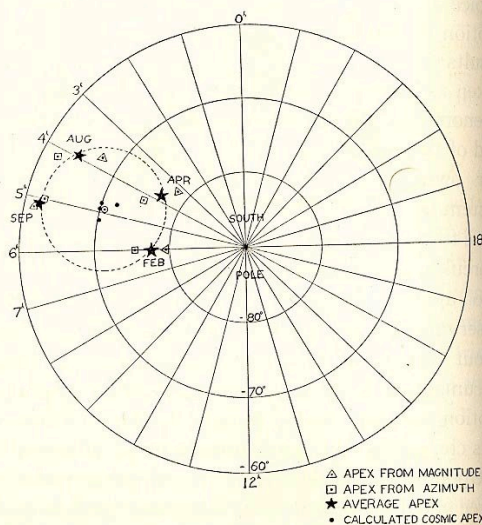 0ʰ
3ʰ
4ʰ
AUG
5ʰ
APR
SEP
SOUTH
18
6ʰ
FEB
POLE
7ʰ
-80°
-70°
-60°
12ʰ
APEX FROM MAGNITUDE
APEX FROM AZIMUTH
AVERAGE APEX
CALCULATED COSMIC APEX